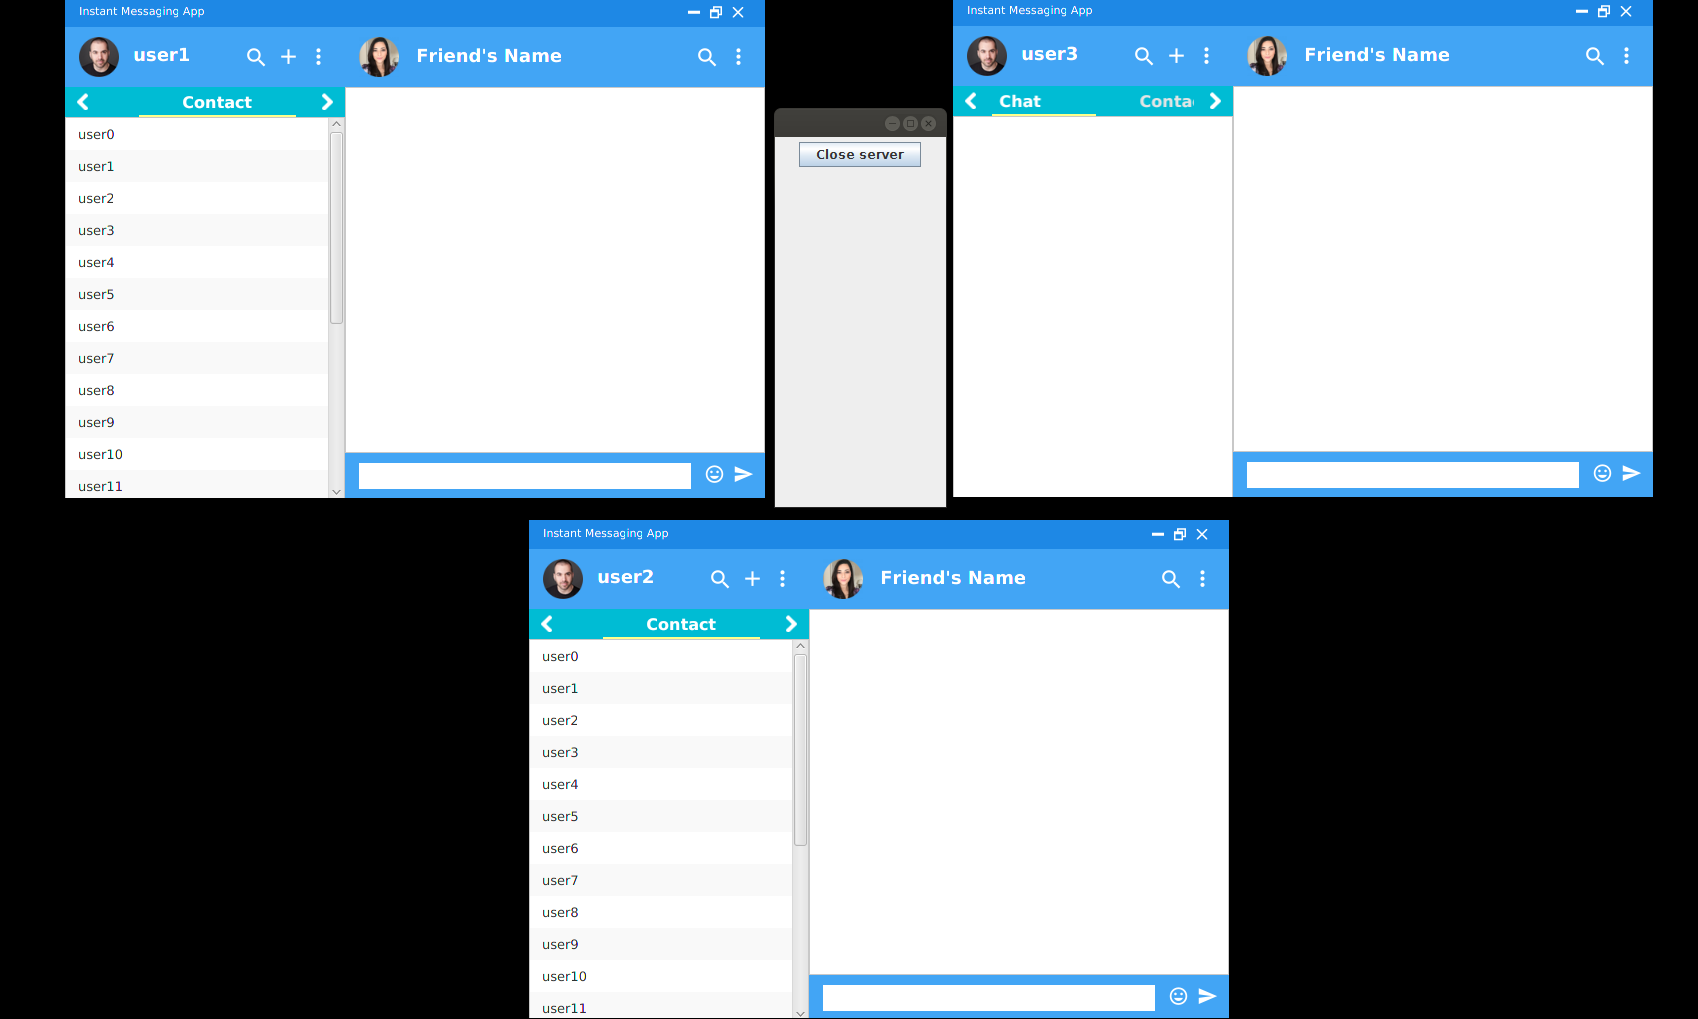 Instant Messaging App
user1
Friend's Name
Contact
user0
user1
user2
user3
user4
user5
user6
user7
user8
user9
user10
user11
Close server
Instant Messaging App
user3
Friend's Name
Chat Conta
Instant Messaging App
user2
Friend's Name
Contact
user0
user1
user2
user3
user4
user5
user6
user7
user8
user9
user10
user11